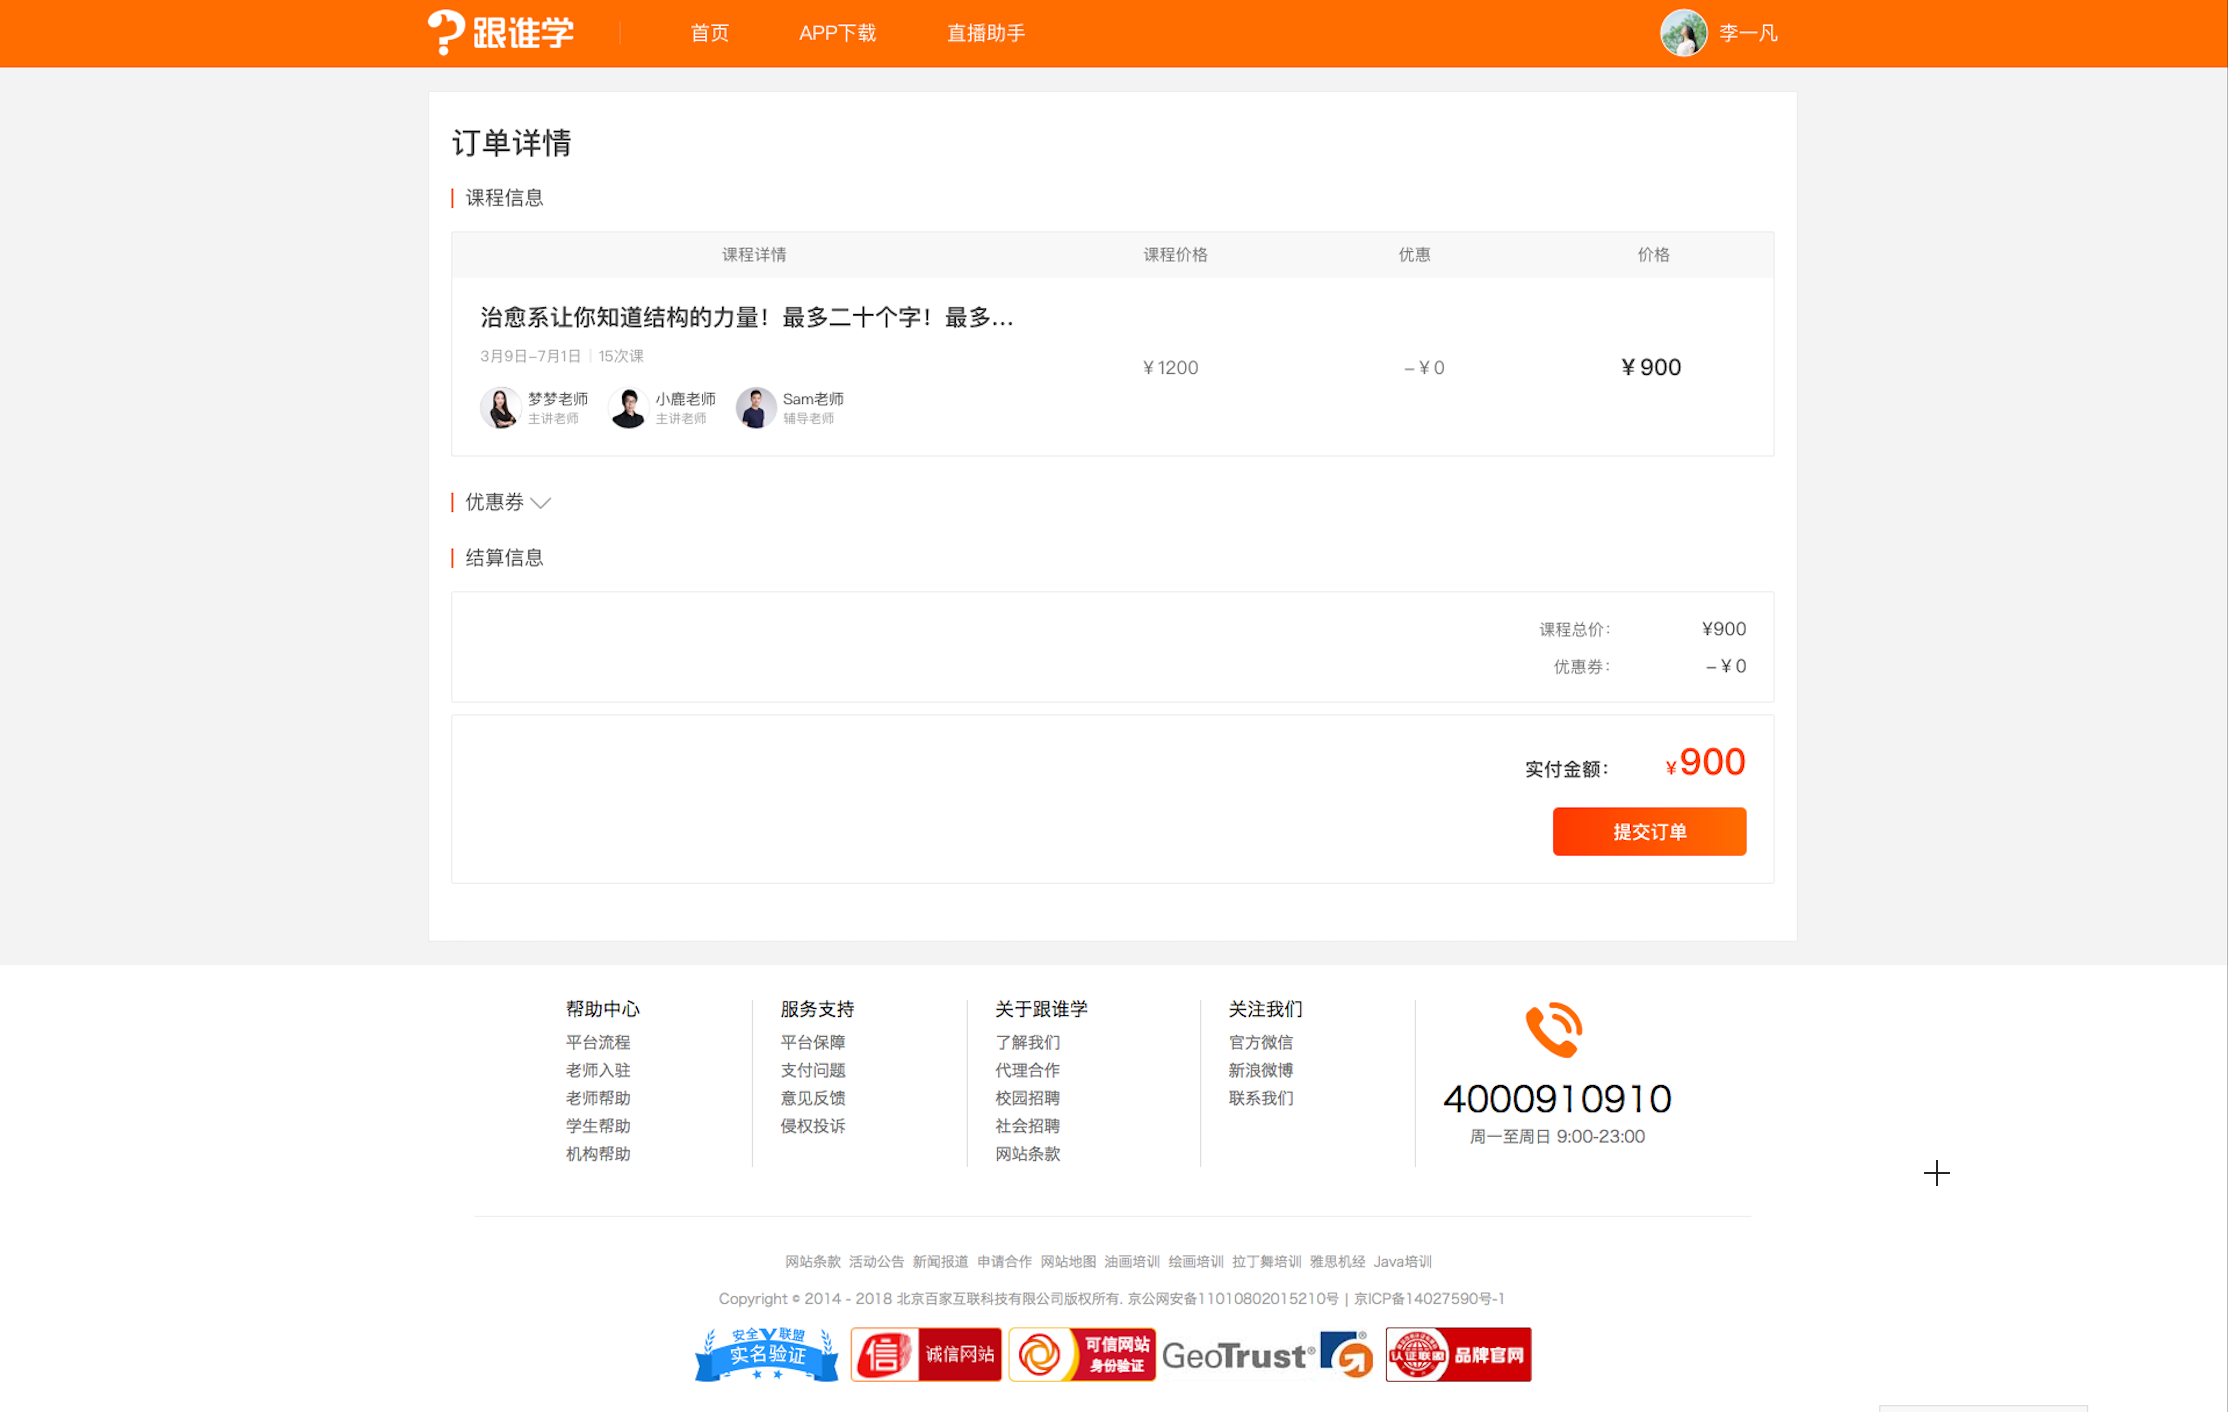 跟谁学 首页 APP下载 直播助手 李一凡
订单详情
课程信息
课程详情 课程价格 优惠 价格
治愈系让你知道结构的力量！最多二十个字！最多...
3月9日-7月1日 15次课
¥1200 -¥0 ¥900
梦梦老师 小鹿老师 Sam老师
主讲老师 主讲老师 辅导老师
优惠券
结算信息
课程总价： ¥900
优惠券： -¥0
实付金额： ¥900
提交订单
帮助中心 服务支持 关于跟谁学 关注我们
平台流程 平台保障 了解我们 官方微信
老师入驻 支付问题 代理合作 新浪微博
老师帮助 意见反馈 校园招聘 联系我们
学生帮助 侵权投诉 社会招聘
机构帮助 网站条款
4000910910
周一至周日 9:00-23:00
网站条款 活动公告 新闻报道 申请合作 网站地图 油画培训 绘画培训 拉丁舞培训 雅思机经 Java培训
Copyright © 2014 - 2018 北京百家互联科技有限公司版权所有. 京公网安备11010802015210号 | 京ICP备14027590号-1
安全联盟
实名验证
信 诚信网站
可信网站
身份验证
GeoTrust®
认证联盟 品牌官网